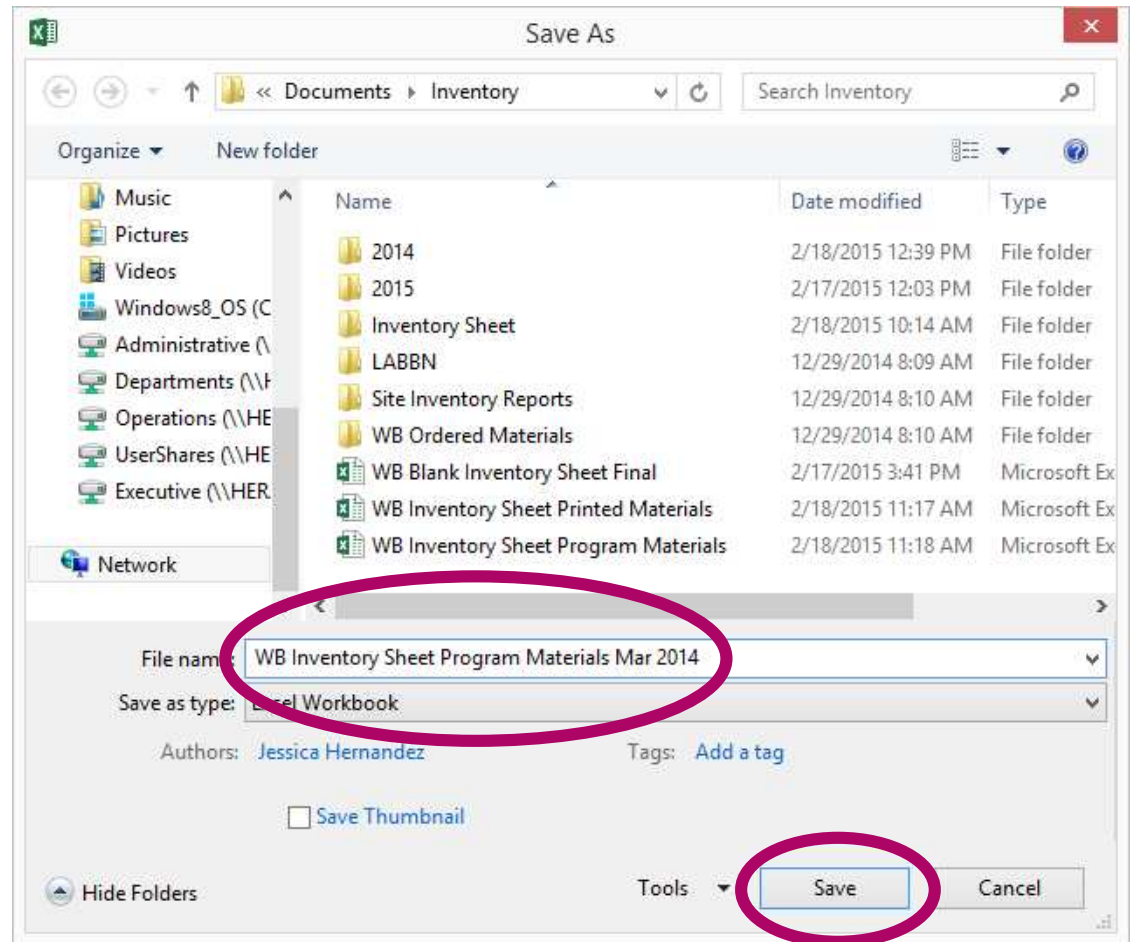 Save As
« Documents Inventory
Search Inventory
Organize New folder
Name Date modified Type
Music
Pictures
Videos
Windows8_OS (C
Administrative (\
Departments (\\H
Operations (\\HE
UserShares (\\HE
Executive (\\HER
Network
2014 2/18/2015 12:39 PM File folder
2015 2/17/2015 12:03 PM File folder
Inventory Sheet 2/18/2015 10:14 AM File folder
LABBN 12/29/2014 8:09 AM File folder
Site Inventory Reports 12/29/2014 8:10 AM File folder
WB Ordered Materials 12/29/2014 8:10 AM File folder
WB Blank Inventory Sheet Final 2/17/2015 3:41 PM Microsoft Ex
WB Inventory Sheet Printed Materials 2/18/2015 11:17 AM Microsoft Ex
WB Inventory Sheet Program Materials 2/18/2015 11:18 AM Microsoft Ex
File name: WB Inventory Sheet Program Materials Mar 2014
Save as type: Excel Workbook
Authors: Jessica Hernandez Tags: Add a tag
Save Thumbnail
Hide Folders Tools Save Cancel